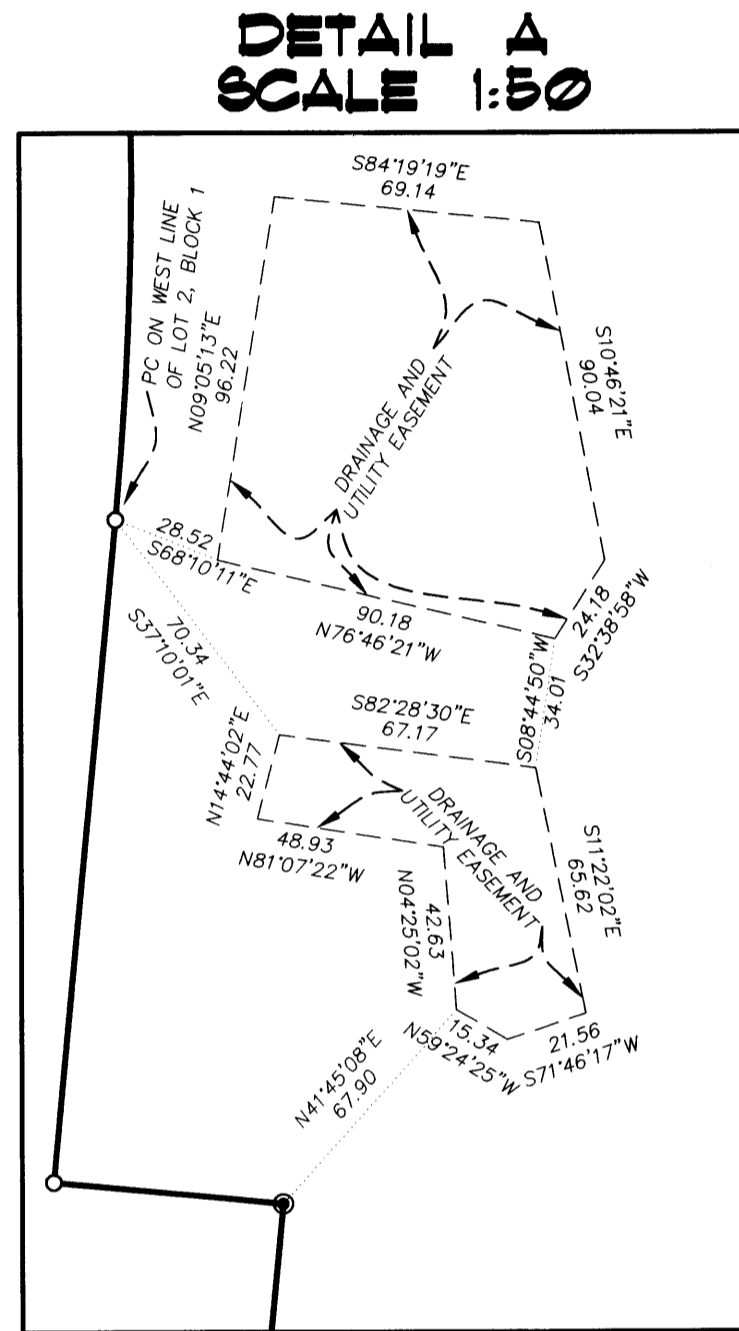 DETAIL A
SCALE 1:50
S84°19'19"E
69.14
PC ON WEST LINE
OF LOT 2, BLOCK 1
N09°05'13"E
96.22
S10°46'21"E
90.04
DRAINAGE AND
UTILITY EASEMENT
28.52
S68°10'11"E
90.18
N76°46'21"W
24.18
S32°38'58"W
S08°44'50"W
34.01
70.34
S37°10'01"E
S82°28'30"E
67.17
N14°44'02"E
22.77
48.93
N81°07'22"W
DRAINAGE AND
UTILITY EASEMENT
S11°22'02"E
65.62
42.63
N04°25'02"W
15.34
N59°24'25"W
21.56
S71°46'17"W
N41°45'08"E
67.90